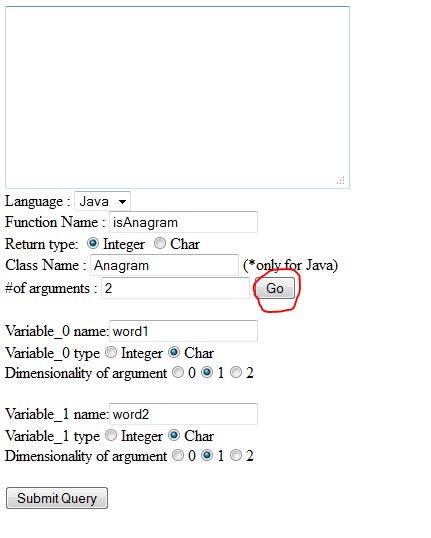 Language : Java
Function Name : isAnagram
Return type: Integer Char
Class Name : Anagram (*only for Java)
#of arguments : 2 Go
Variable_0 name:word1
Variable_0 type Integer Char
Dimensionality of argument 0 1 2
Variable_1 name:word2
Variable_1 type Integer Char
Dimensionality of argument 0 1 2
Submit Query